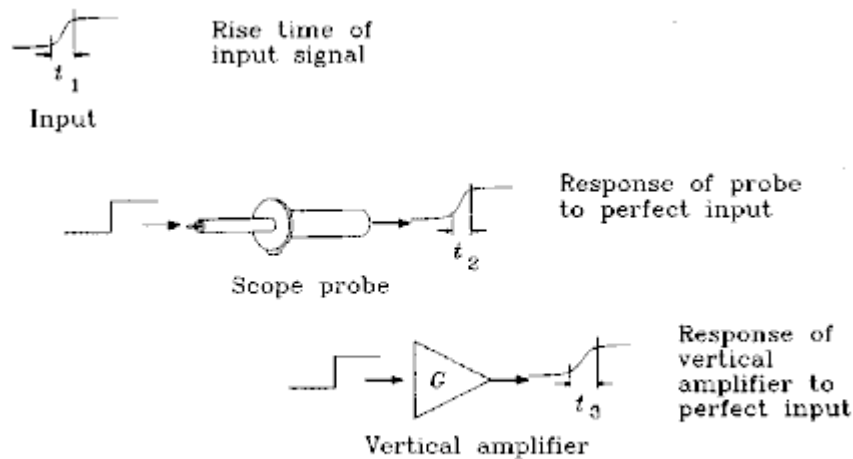 Rise time of
input signal
t1
Input
Response of probe
to perfect input
t2
Scope probe
Response of
vertical
amplifier to
perfect input
G
t3
Vertical amplifier